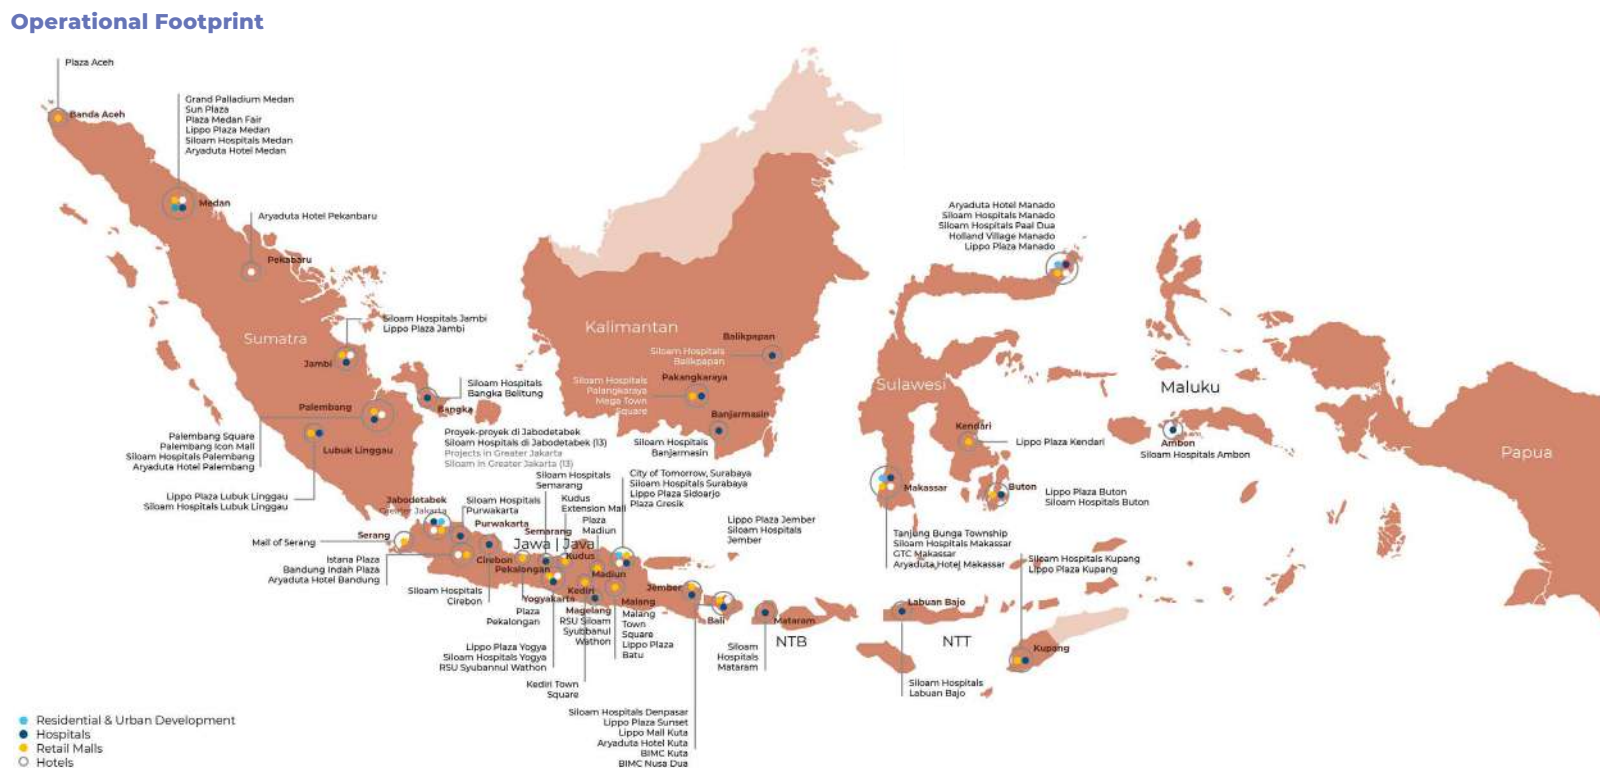 Operational Footprint
Plaza Aceh
Banda Aceh
Grand Palladium Medan
Sun Plaza
Plaza Medan Fair
Lippo Plaza Medan
Siloam Hospitals Medan
Aryaduta Hotel Medan
Medan
Aryaduta Hotel Pekanbaru
Pekabaru
Sumatra
Siloam Hospitals Jambi
Lippo Plaza Jambi
Jambi
Siloam Hospitals
Bangka Belitung
Bangka
Palembang
Palembang Square
Palembang Icon Mall
Siloam Hospitals Palembang
Aryaduta Hotel Palembang
Lubuk Linggau
Lippo Plaza Lubuk Linggau
Siloam Hospitals Lubuk Linggau
Kalimantan
Balikpapan
Siloam Hospitals
Balikpapan
Pakangkaraya
Siloam Hospitals
Palangkaraya
Mega Town
Square
Banjarmasin
Siloam Hospitals
Banjarmasin
Aryaduta Hotel Manado
Siloam Hospitals Manado
Siloam Hospitals Paal Dua
Holland Village Manado
Lippo Plaza Manado
Sulawesi
Kendari
Lippo Plaza Kendari
Makassar
Tanjung Bunga Township
Siloam Hospitals Makassar
GTC Makassar
Aryaduta Hotel Makassar
Buton
Lippo Plaza Buton
Siloam Hospitals Buton
Maluku
Ambon
Siloam Hospitals Ambon
Papua
Proyek-proyek di Jabodetabek
Siloam Hospitals di Jabodetabek (13)
Projects in Greater Jakarta
Siloam in Greater Jakarta (13)
Jabodetabek
Greater Jakarta
Serang
Mall of Serang
Istana Plaza
Bandung Indah Plaza
Aryaduta Hotel Bandung
Siloam Hospitals
Purwakarta
Purwakarta
Siloam Hospitals
Semarang
Semarang
Jawa | Java
Kudus
Extension Mall
Kudus
Plaza
Madiun
Madiun
City of Tomorrow, Surabaya
Siloam Hospitals Surabaya
Lippo Plaza Sidoarjo
Plaza Gresik
Cirebon
Siloam Hospitals
Cirebon
Pekalongan
Plaza
Pekalongan
Yogyakarta
Lippo Plaza Yogya
Siloam Hospitals Yogya
RSU Syubannul Wathon
Kediri
Kediri Town
Square
Magelang
RSU Siloam
Syubbanul
Wathon
Malang
Malang
Town
Square
Lippo Plaza
Batu
Lippo Plaza Jember
Siloam Hospitals
Jember
Jember
Bali
Siloam Hospitals Denpasar
Lippo Plaza Sunset
Lippo Mall Kuta
Aryaduta Hotel Kuta
BIMC Kuta
BIMC Nusa Dua
Mataram
Siloam
Hospitals
Mataram
NTB
Labuan Bajo
Siloam Hospitals
Labuan Bajo
NTT
Siloam Hospitals Kupang
Lippo Plaza Kupang
Kupang
Residential & Urban Development
Hospitals
Retail Malls
Hotels